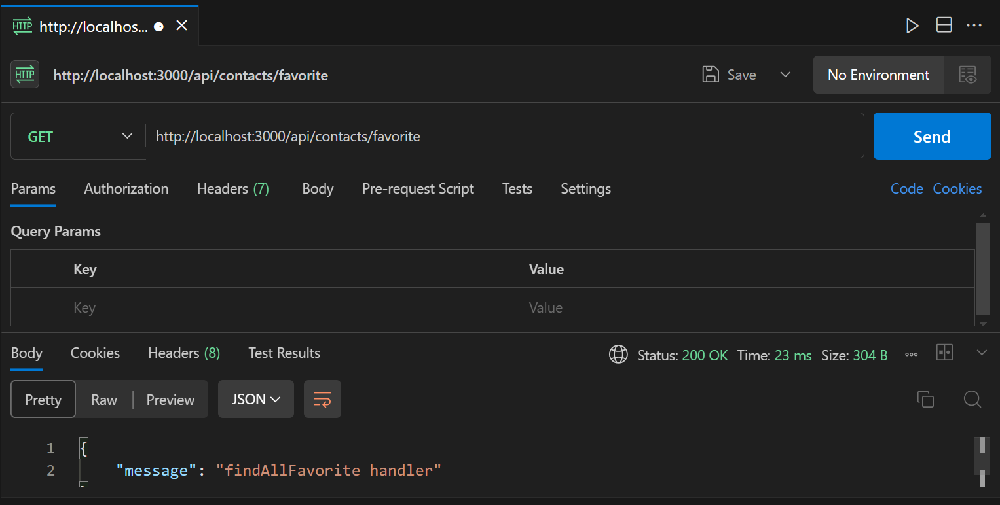 HTTP http://localhos...
HTTP http://localhost:3000/api/contacts/favorite Save No Environment
GET http://localhost:3000/api/contacts/favorite Send
Params Authorization Headers (7) Body Pre-request Script Tests Settings Code Cookies
Query Params
Key Value
Key Value
Body Cookies Headers (8) Test Results Status: 200 OK Time: 23 ms Size: 304 B
Pretty Raw Preview JSON
1 {
2 "message": "findAllFavorite handler"